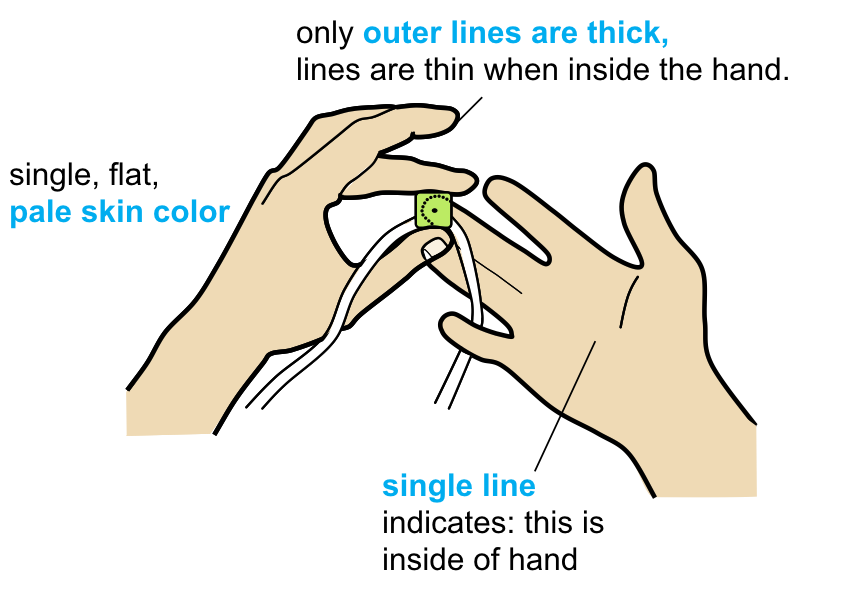 only outer lines are thick,
lines are thin when inside the hand.
single, flat,
pale skin color
single line
indicates: this is
inside of hand